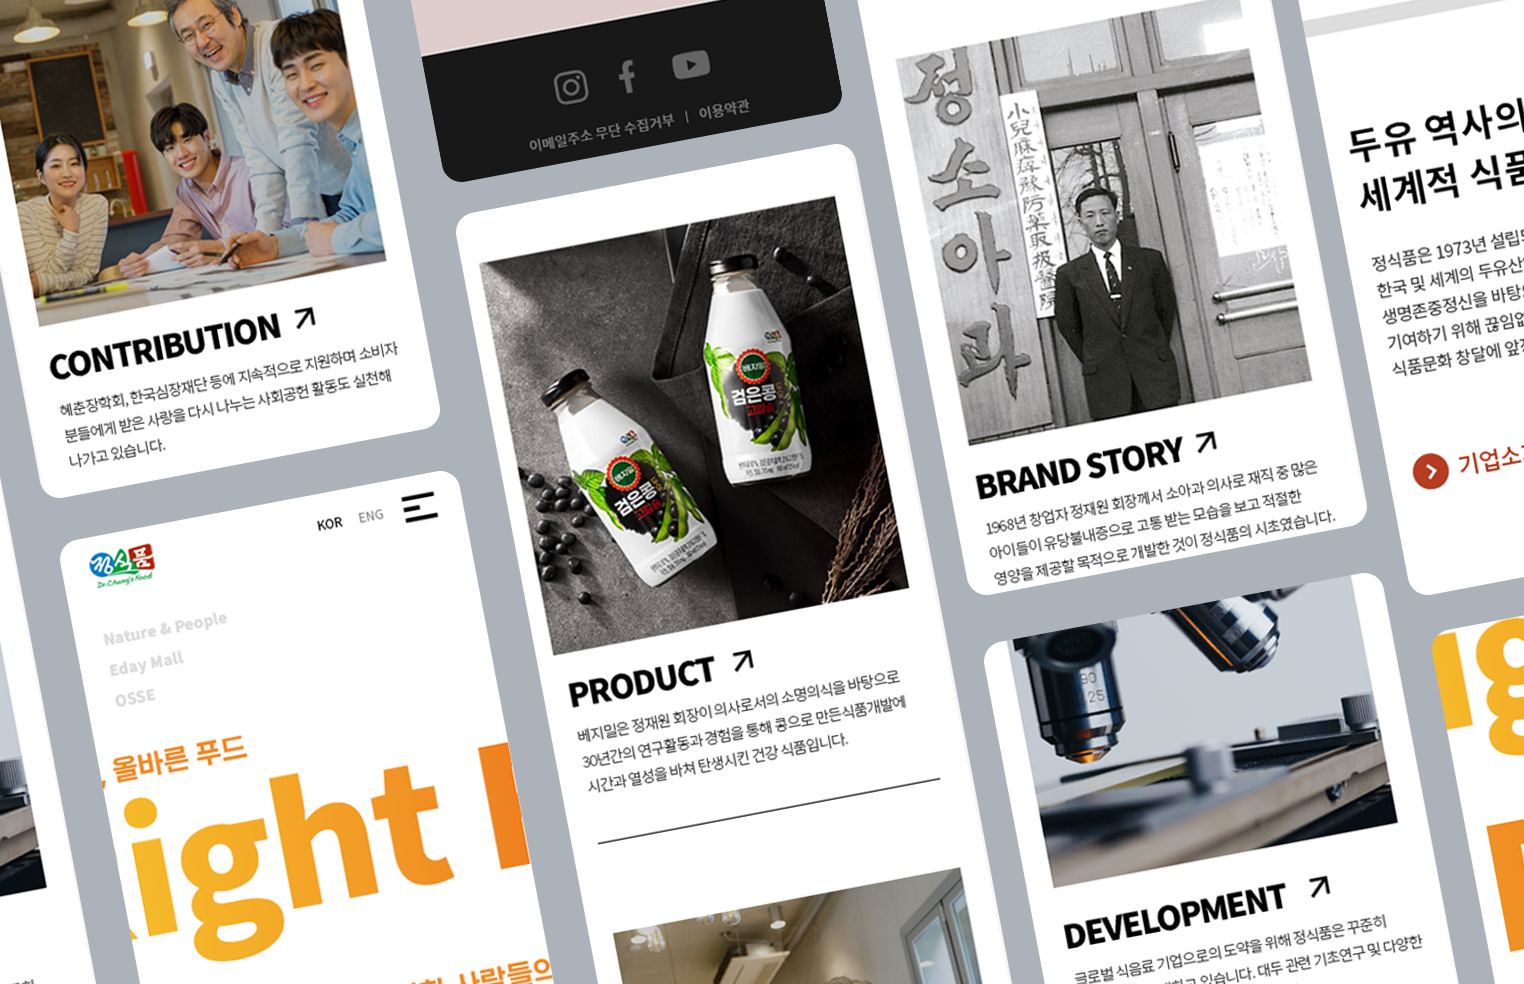 CONTRIBUTION
혜춘장학회, 한국심장재단 등에 지속적으로 지원하며 소비자
분들에게 받은 사랑을 다시 나누는 사회공헌 활동도 실천해
나가고 있습니다.
KOR ENG
정식품
Dr.Chung's Food
Nature & People
Eday Mall
OSSE
, 올바른 푸드
ight
사람들의
이메일주소 무단 수집거부 | 이용약관
베지밀
검은콩
고칼슘
베지밀
검은콩
고칼슘
PRODUCT
베지밀은 정재원 회장이 의사로서의 소명의식을 바탕으로
30년간의 연구활동과 경험을 통해 콩으로 만든식품개발에
시간과 열성을 바쳐 탄생시킨 건강 식품입니다.
정소아과
小兒麻痺豫防藥取扱醫院
BRAND STORY
1968년 창업자 정재원 회장께서 소아과 의사로 재직 중 많은
아이들이 유당불내증으로 고통 받는 모습을 보고 적절한
영양을 제공할 목적으로 개발한 것이 정식품의 시초였습니다.
90
25
DEVELOPMENT
글로벌 식음료 기업으로의 도약을 위해 정식품은 꾸준히
있습니다. 대두 관련 기초연구 및 다양한
두유 역사의
세계적 식품
정식품은 1973년 설립
한국 및 세계의 두유산
생명존중정신을 바탕
기여하기 위해 끊임없
식품문화 창달에 앞
기업소